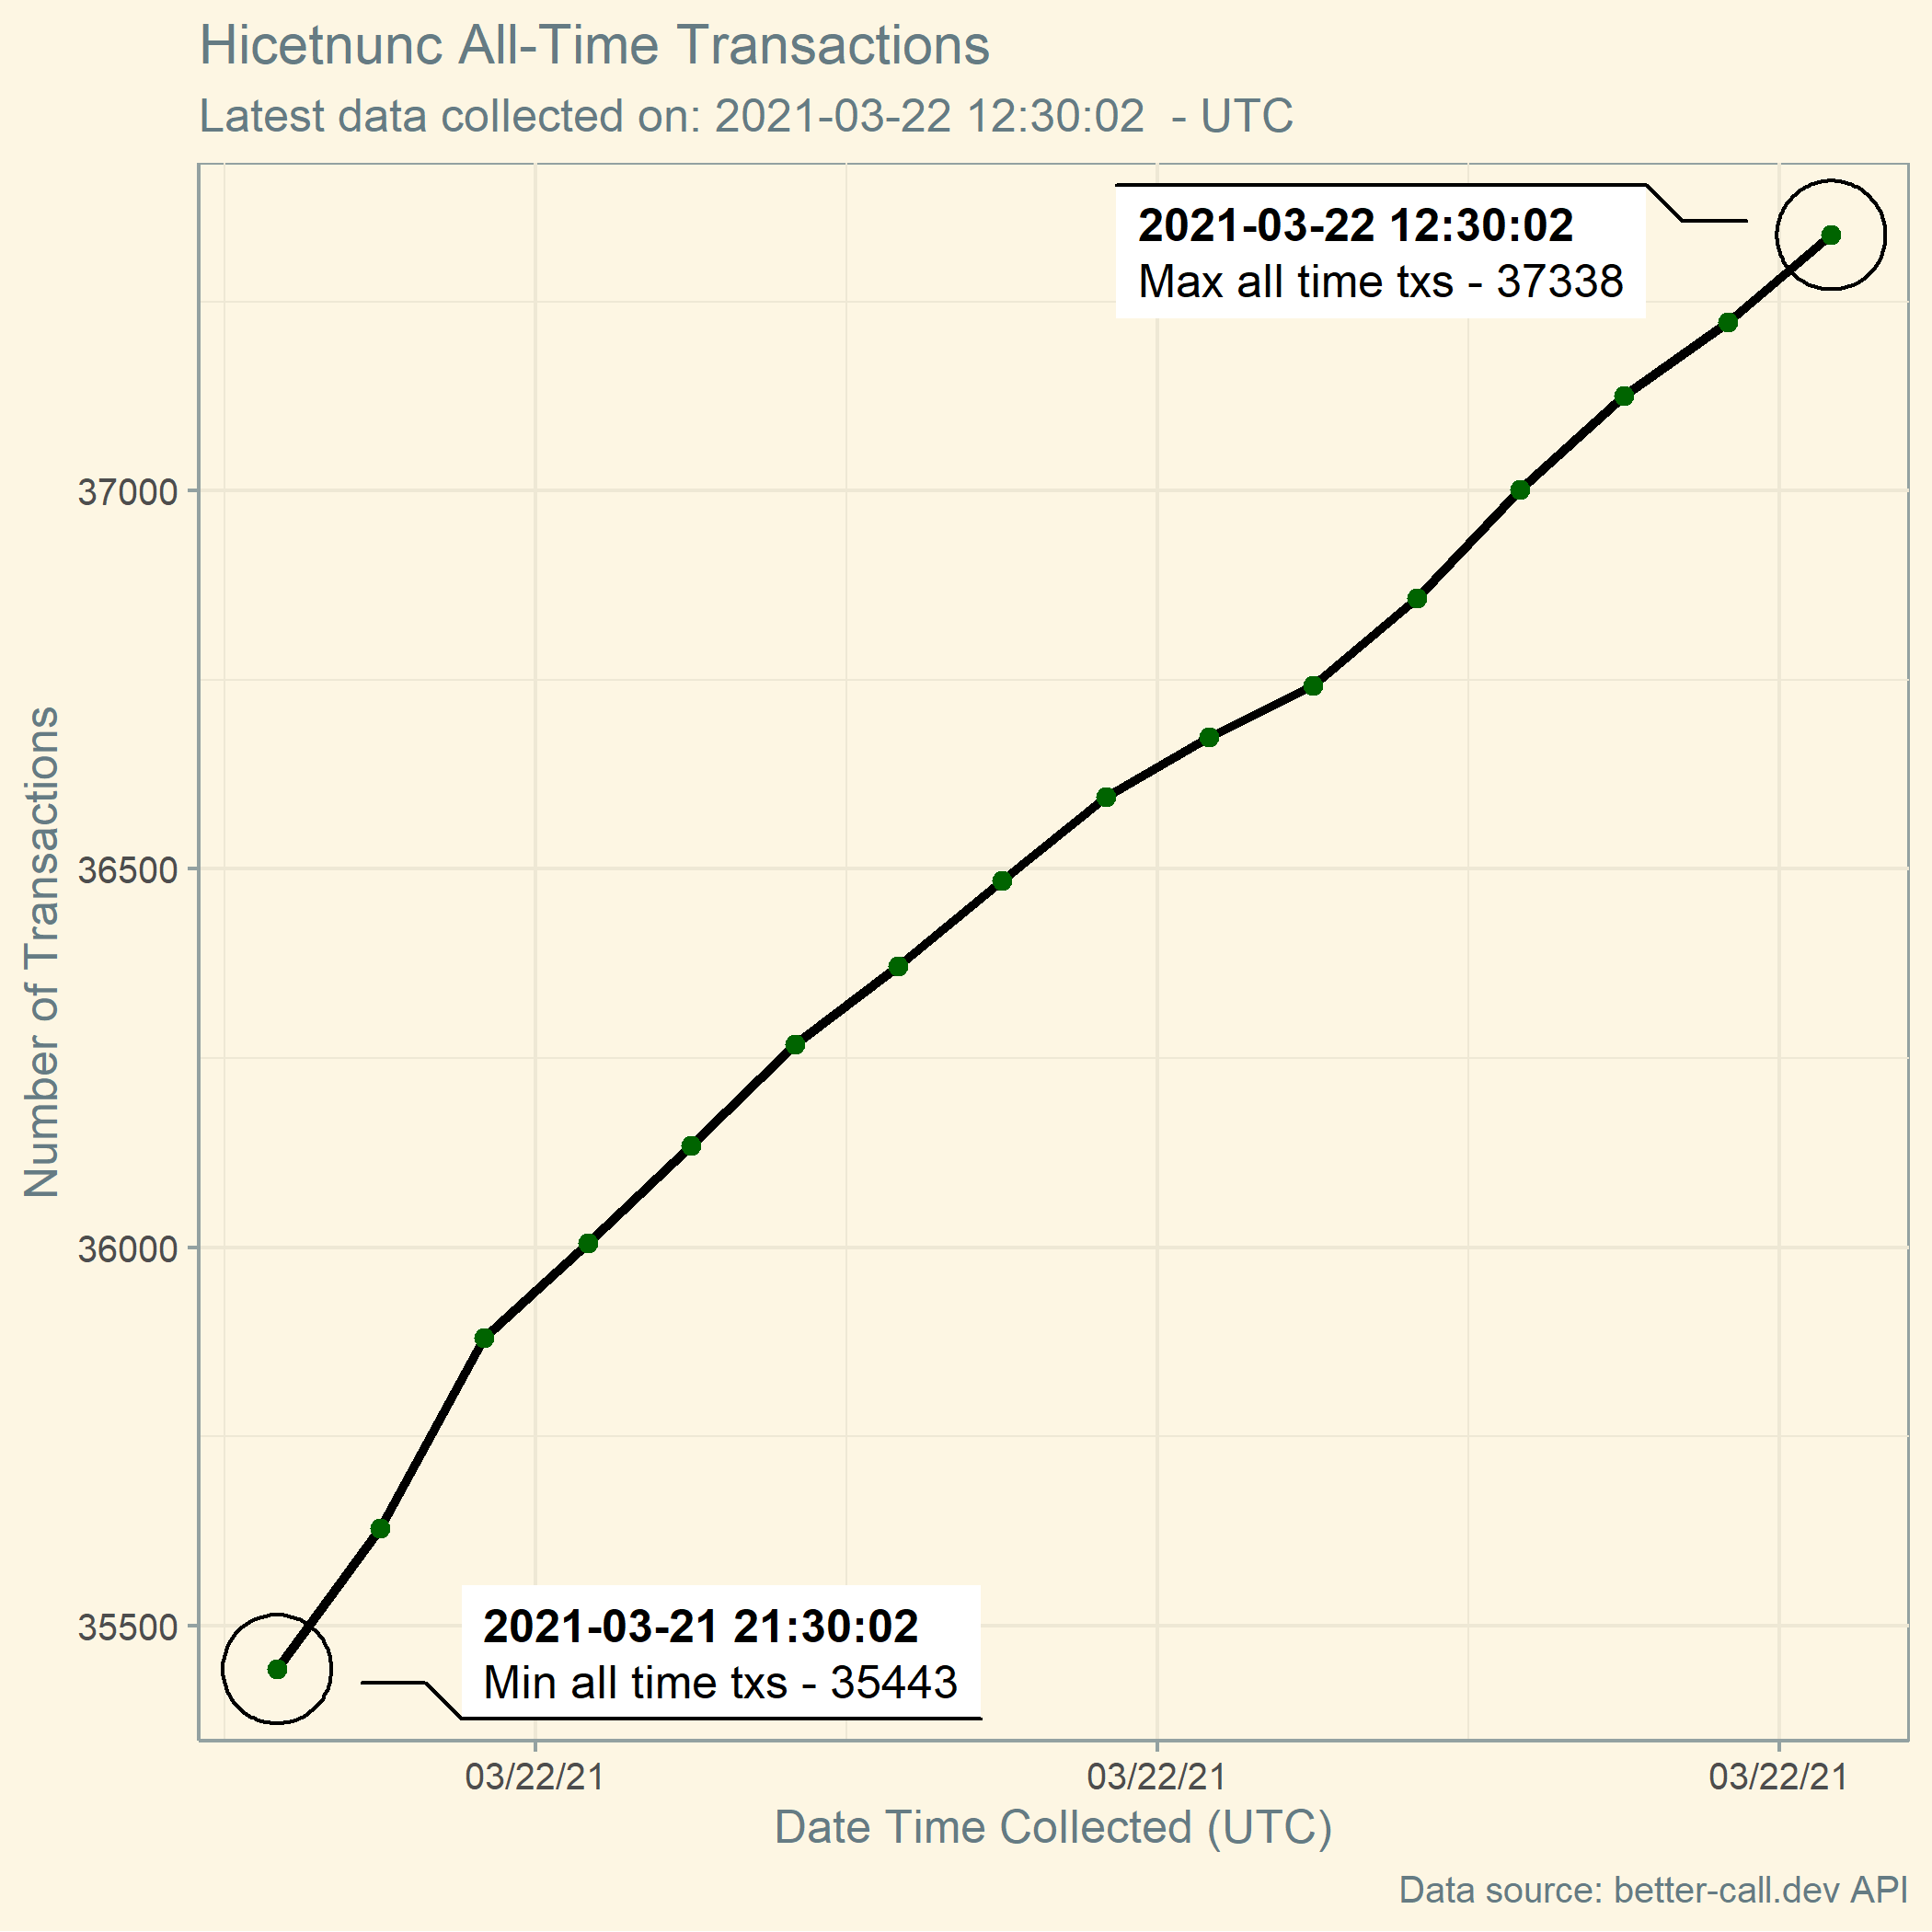 Hicetnunc All-Time Transactions
Latest data collected on: 2021-03-22 12:30:02  - UTC
2021-03-22 12:30:02
Max all time txs - 37338
37000
36500
36000
35500
Number of Transactions
2021-03-21 21:30:02
Min all time txs - 35443
03/22/21 03/22/21 03/22/21
Date Time Collected (UTC)
Data source: better-call.dev API